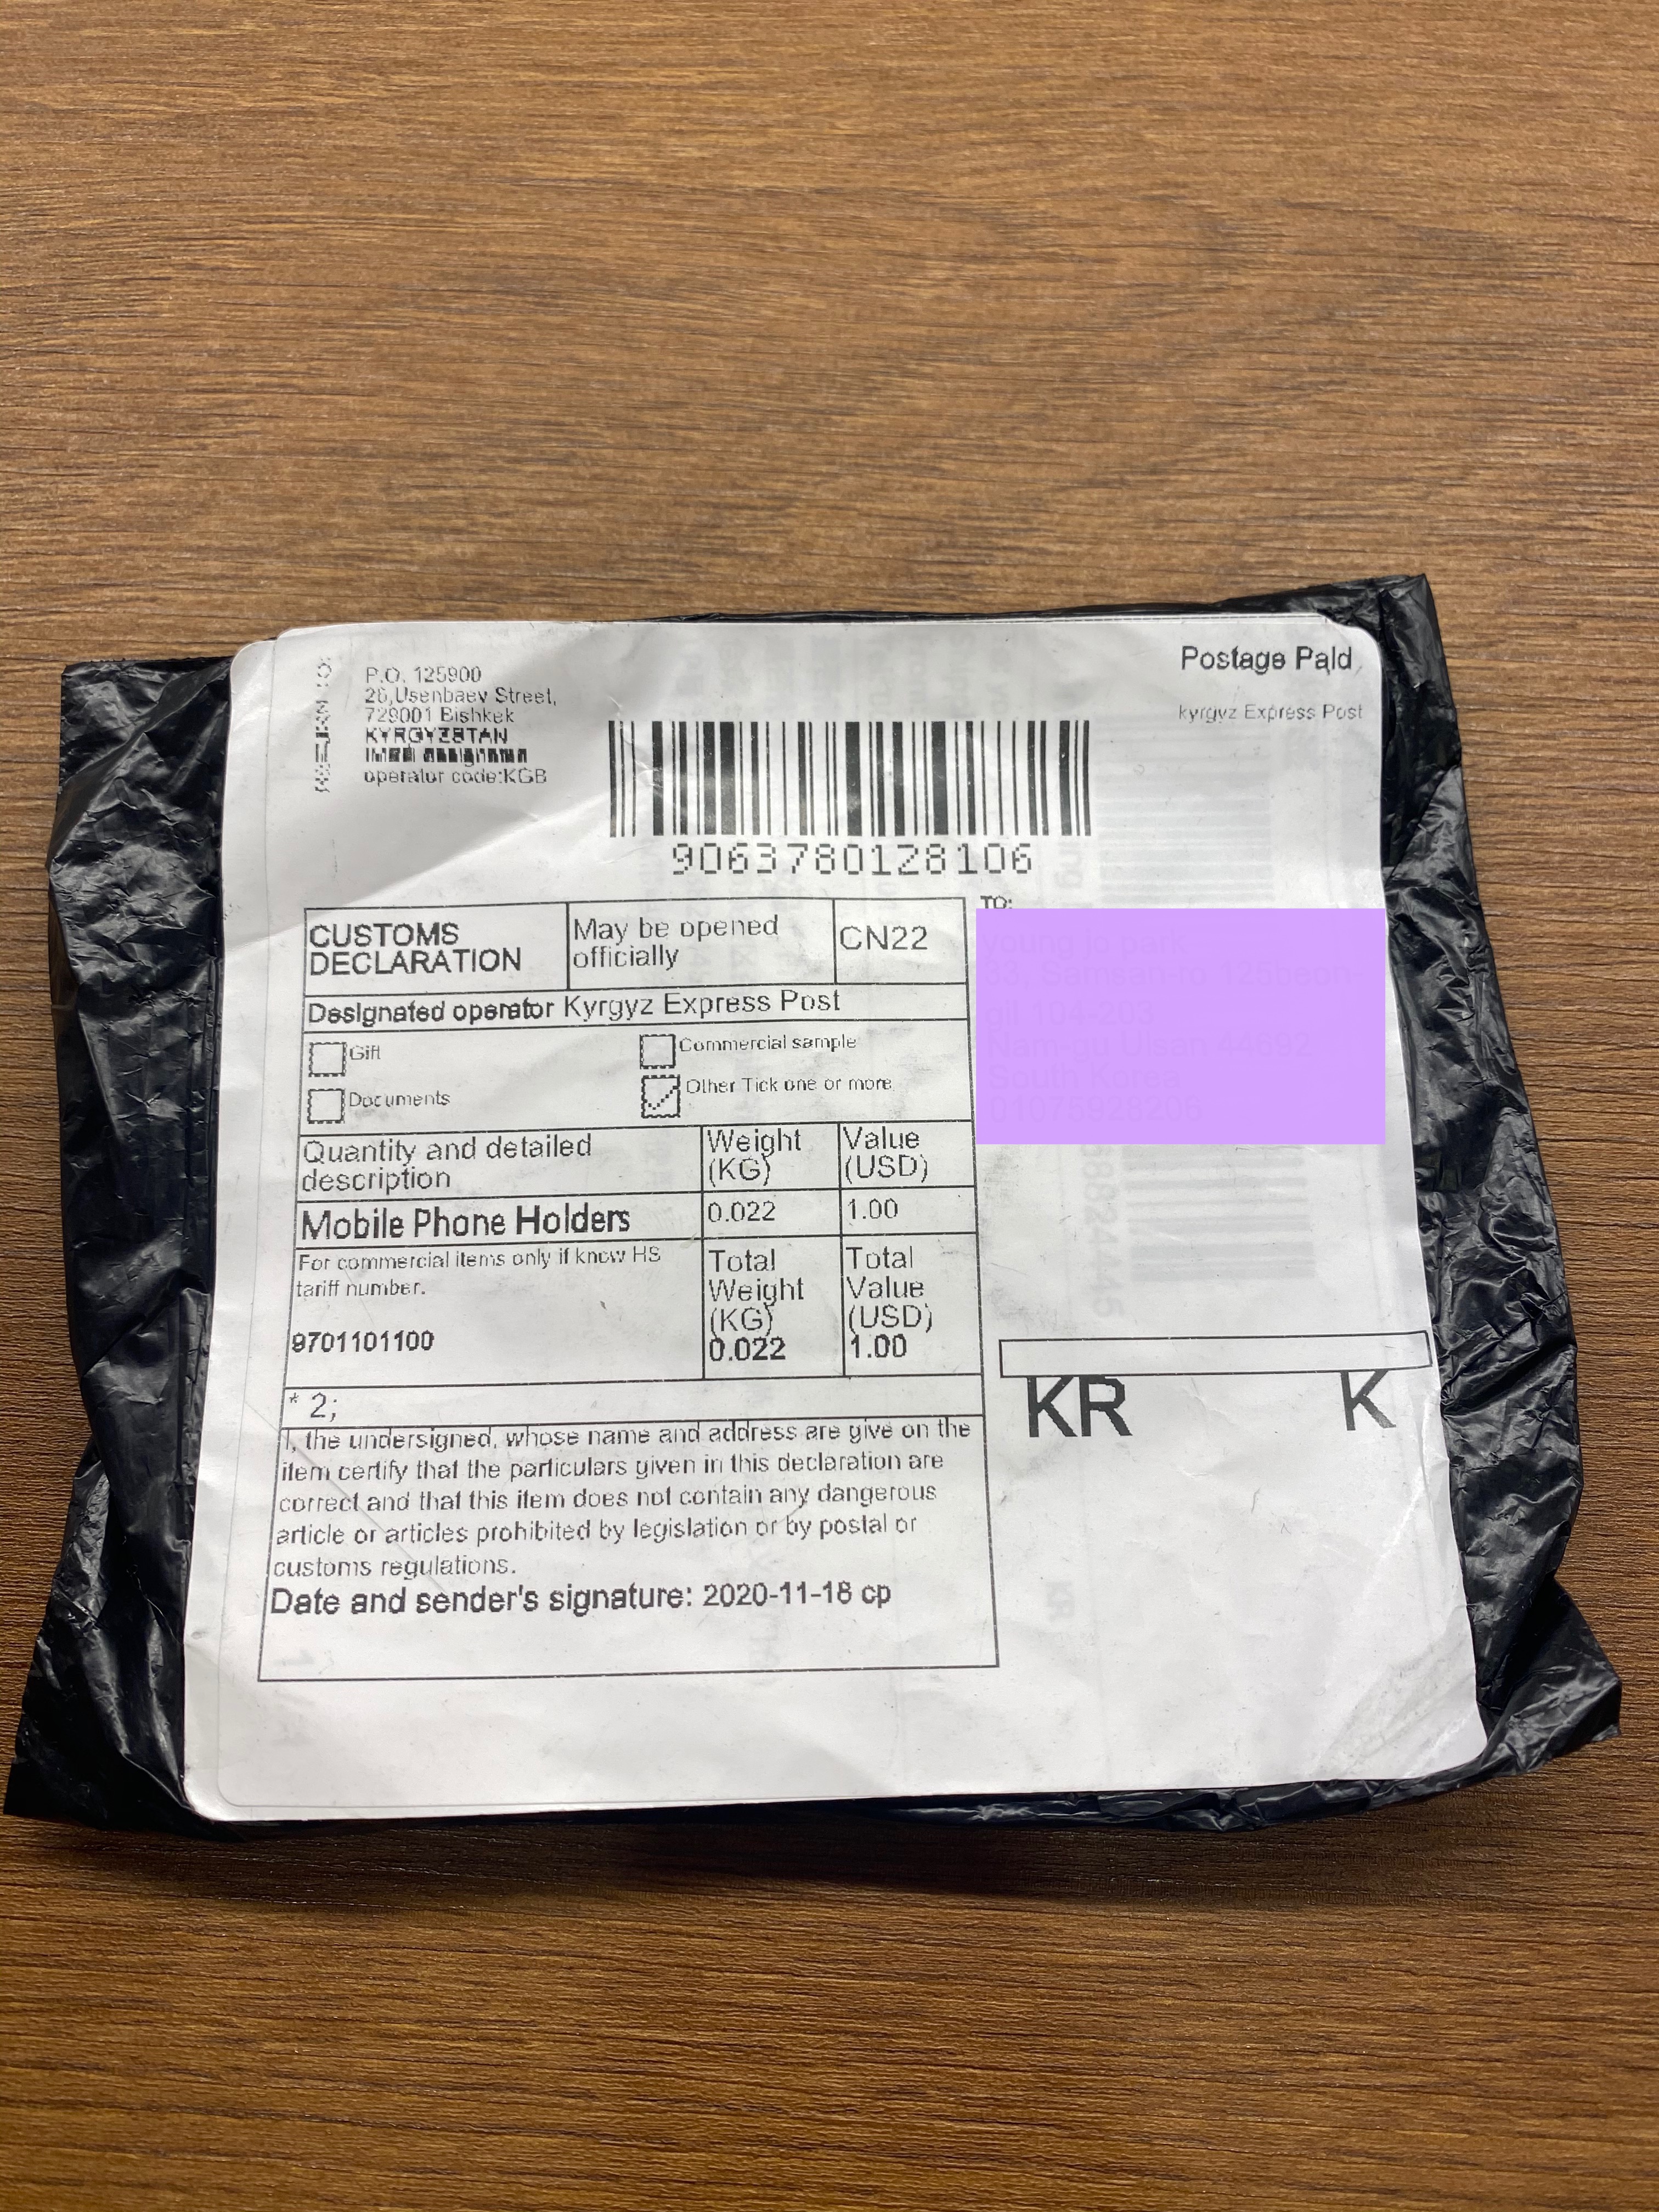 P.O. 125900
26,Usenbaev Street,
729001 Bishkek
KYRGYZSTAN
operator code:KGB
Postage Paid
kyrgyz Express Post
9063780128106
CUSTOMS DECLARATION
May be opened officially
CN22
TO:
Designated operator Kyrgyz Express Post
Gift
Commercial sample
Documents
Other Tick one or more
Quantity and detailed description
Weight (KG)
Value (USD)
Mobile Phone Holders
0.022
1.00
For commercial items only if know HS
tariff number.
9701101100
Total Weight (KG)
0.022
Total Value (USD)
1.00
* 2;
KR K
I, the undersigned, whose name and address are give on the
item certify that the particulars given in this declaration are
correct and that this item does not contain any dangerous
article or articles prohibited by legislation or by postal or
customs regulations.
Date and sender's signature: 2020-11-18 cp